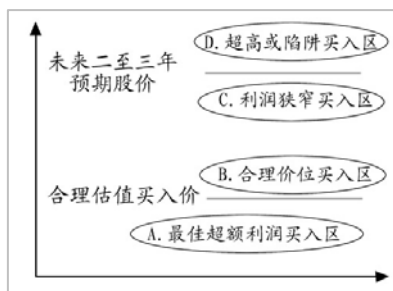 D. 超高或陷阱买入区
未来二至三年
预期股价
C. 利润狭窄买入区
B. 合理价位买入区
合理估值买入价
A. 最佳超额利润买入区